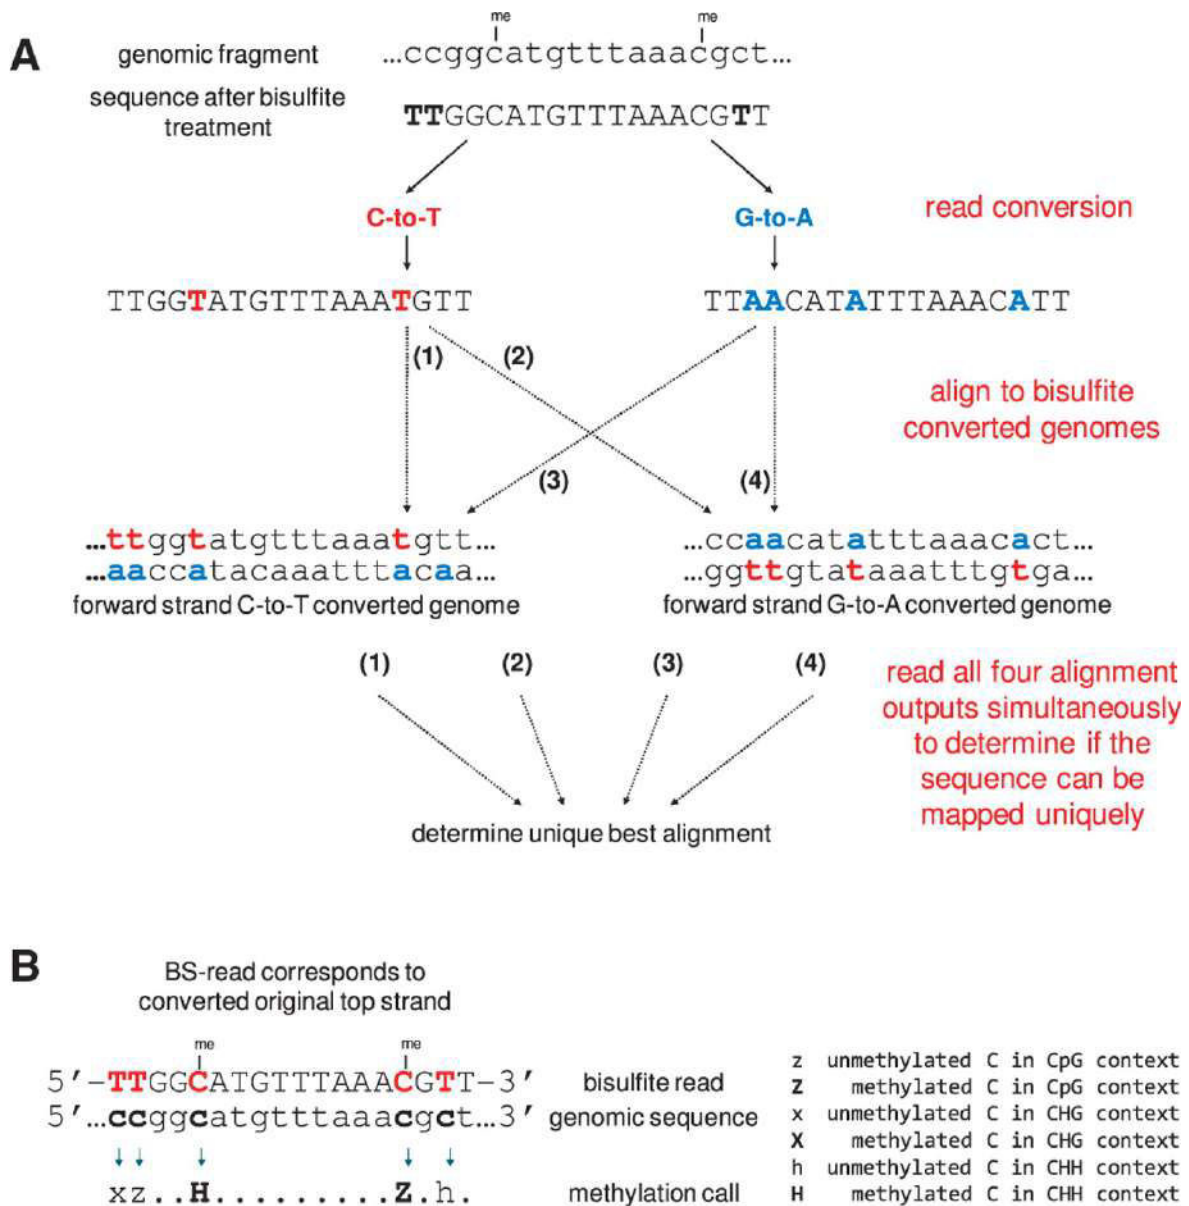 A
me me
genomic fragment ...ccggcatgtttaaacgct...
sequence after bisulfite
treatment
TTGGCATGTTTAAACGTT
C-to-T G-to-A read conversion
TTGGTATGTTTAAATGTT TTAACATATTTAAACATT
(1) (2)
align to bisulfite
converted genomes
(3) (4)
...ttggtatgtttaaatgtt... ...ccaacatatttaaacact...
...aaccatacaaatttacaa... ...ggttgtataaatttgtga...
forward strand C-to-T converted genome forward strand G-to-A converted genome
(1) (2) (3) (4)
read all four alignment
outputs simultaneously
to determine if the
sequence can be
mapped uniquely
determine unique best alignment
B
BS-read corresponds to
converted original top strand
me me
5′-TTGGCATGTTTAAACGTT-3′ bisulfite read
5′...ccggcatgtttaaacgct...3′ genomic sequence
xz..H.........Z.h. methylation call
z unmethylated C in CpG context
Z methylated C in CpG context
x unmethylated C in CHG context
X methylated C in CHG context
h unmethylated C in CHH context
H methylated C in CHH context